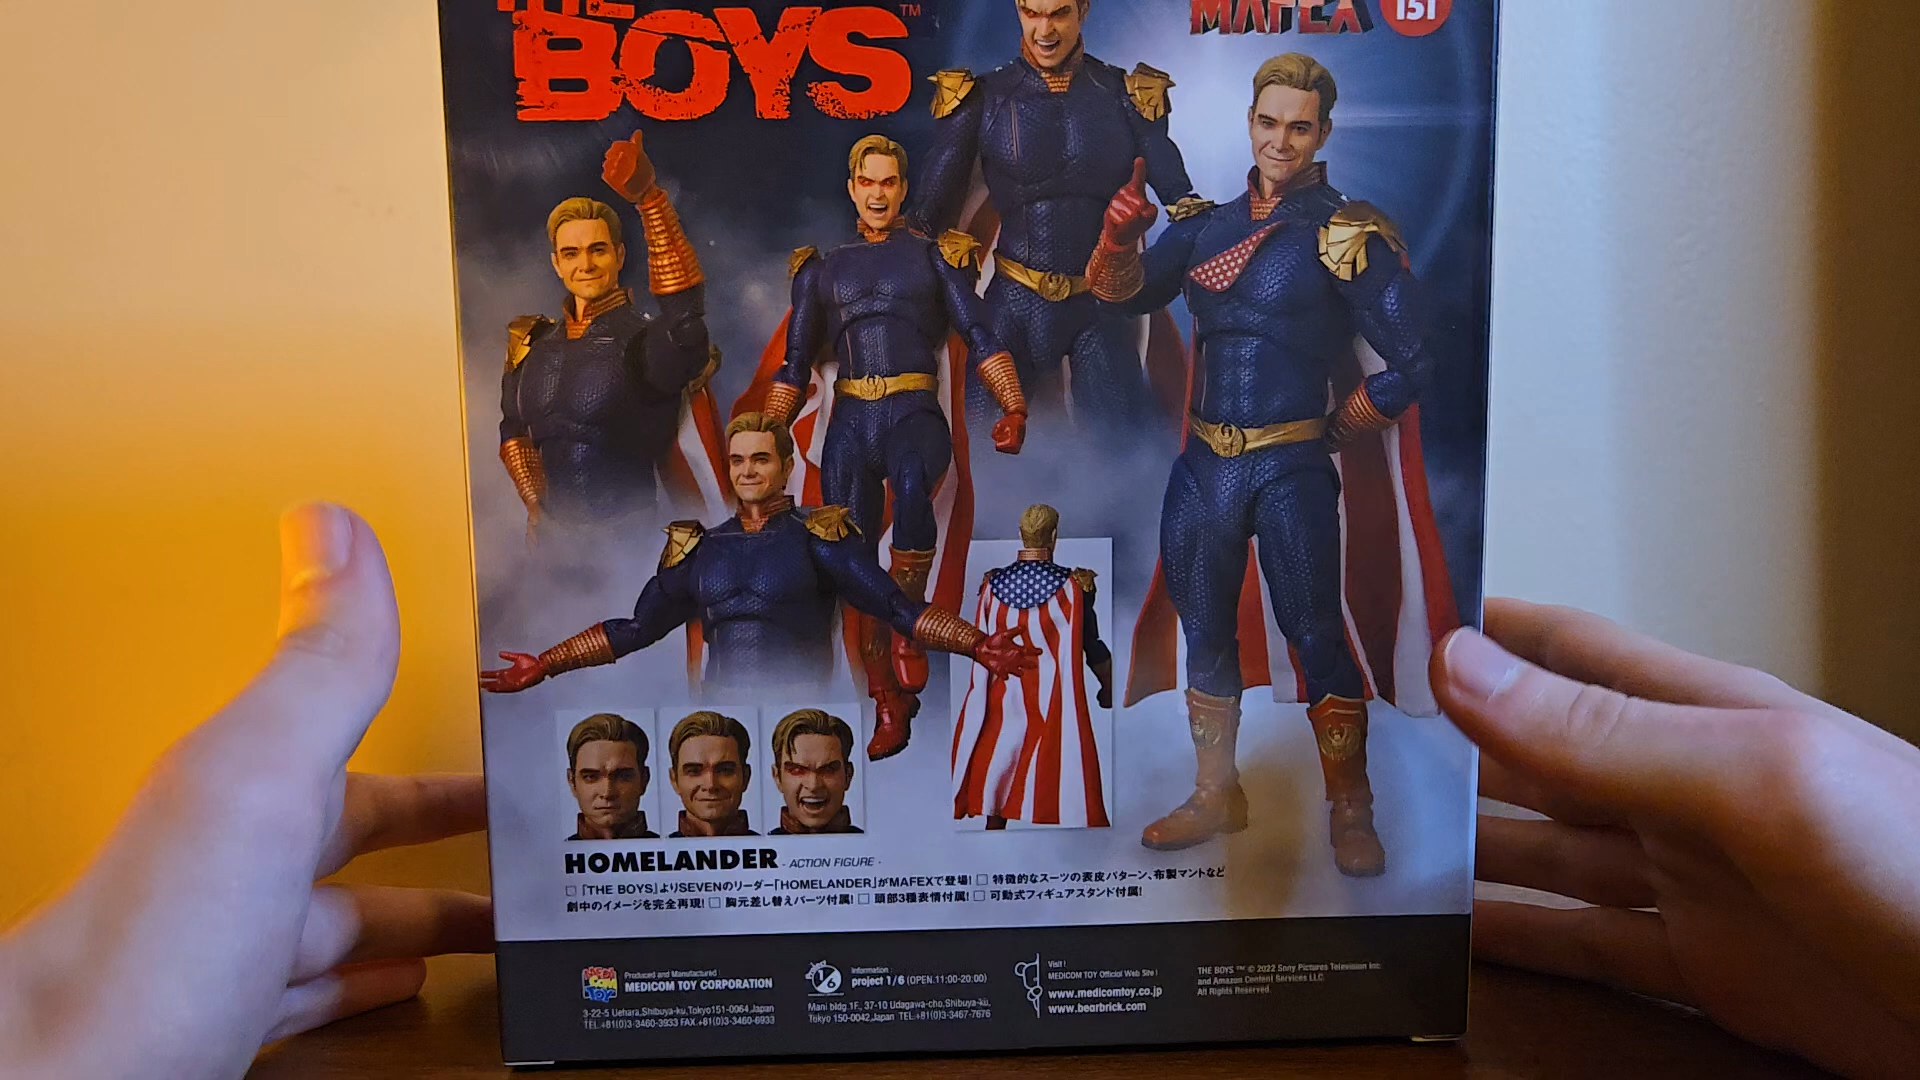 THE
BOYS™
MAFEX
151
HOMELANDER - ACTION FIGURE -
□『THE BOYS』よりSEVENのリーダー「HOMELANDER」がMAFEXで登場! □ 特徴的なスーツの表皮パターン、布製マントなど
劇中のイメージを完全再現! □ 胸元差し替えパーツ付属! □ 頭部3種表情付属! □ 可動式フィギュアスタンド付属!
MEDI
COM
TOY
Produced and Manufactured :
MEDICOM TOY CORPORATION
3-22-5 Uehara,Shibuya-ku,Tokyo151-0064,Japan
TEL.+81(0)3-3460-3933 FAX.+81(0)3-3460-6933
project
1/6
Information :
project 1/6 (OPEN.11:00-20:00)
Mani bldg.1F., 37-10 Udagawa-cho,Shibuya-ku,
Tokyo 150-0042,Japan TEL.+81(0)3-3467-7676
Visit !
MEDICOM TOY Official Web Site !
www.medicomtoy.co.jp
www.bearbrick.com
THE BOYS ™ © 2022 Sony Pictures Television Inc.
and Amazon Content Services LLC.
All Rights Reserved.